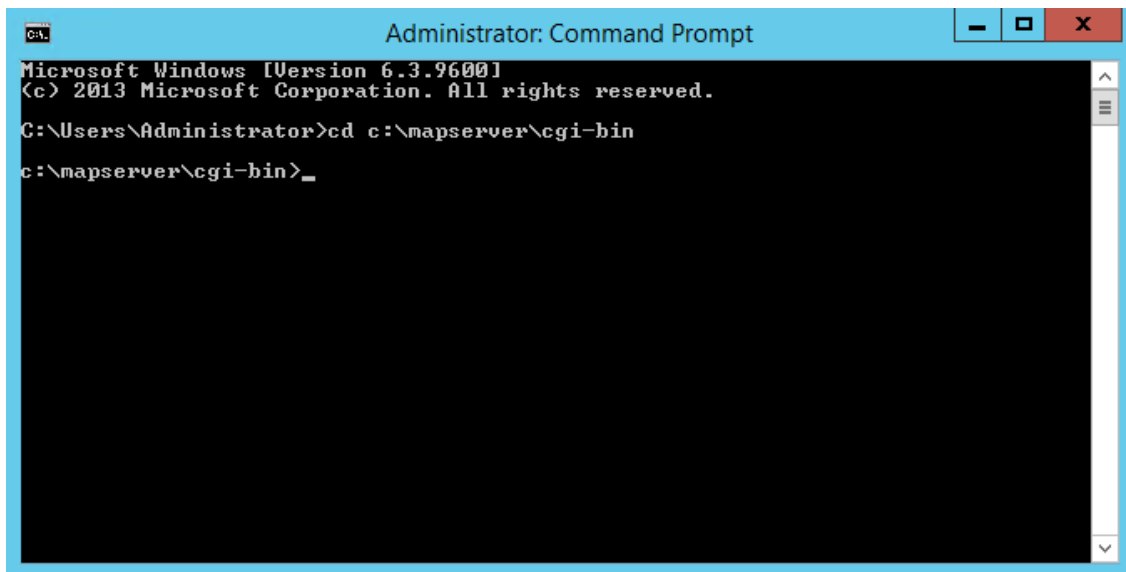 Administrator: Command Prompt
Microsoft Windows [Version 6.3.9600]
(c) 2013 Microsoft Corporation. All rights reserved.
C:\Users\Administrator>cd c:\mapserver\cgi-bin
c:\mapserver\cgi-bin>_